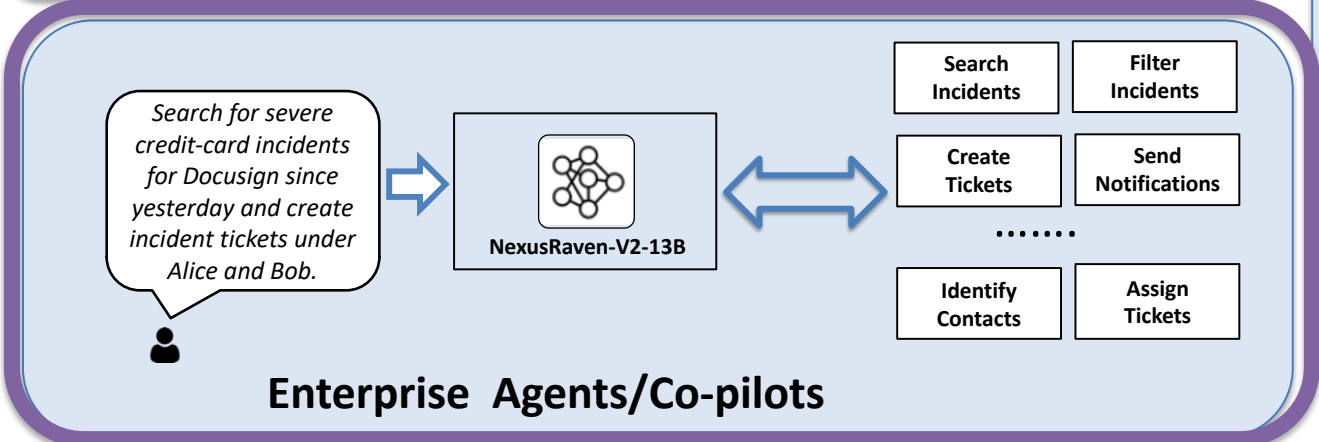 Search for severe
credit-card incidents
for Docusign since
yesterday and create
incident tickets under
Alice and Bob.
NexusRaven-V2-13B
Search
Incidents
Filter
Incidents
Create
Tickets
Send
Notifications
.......
Identify
Contacts
Assign
Tickets
Enterprise Agents/Co-pilots